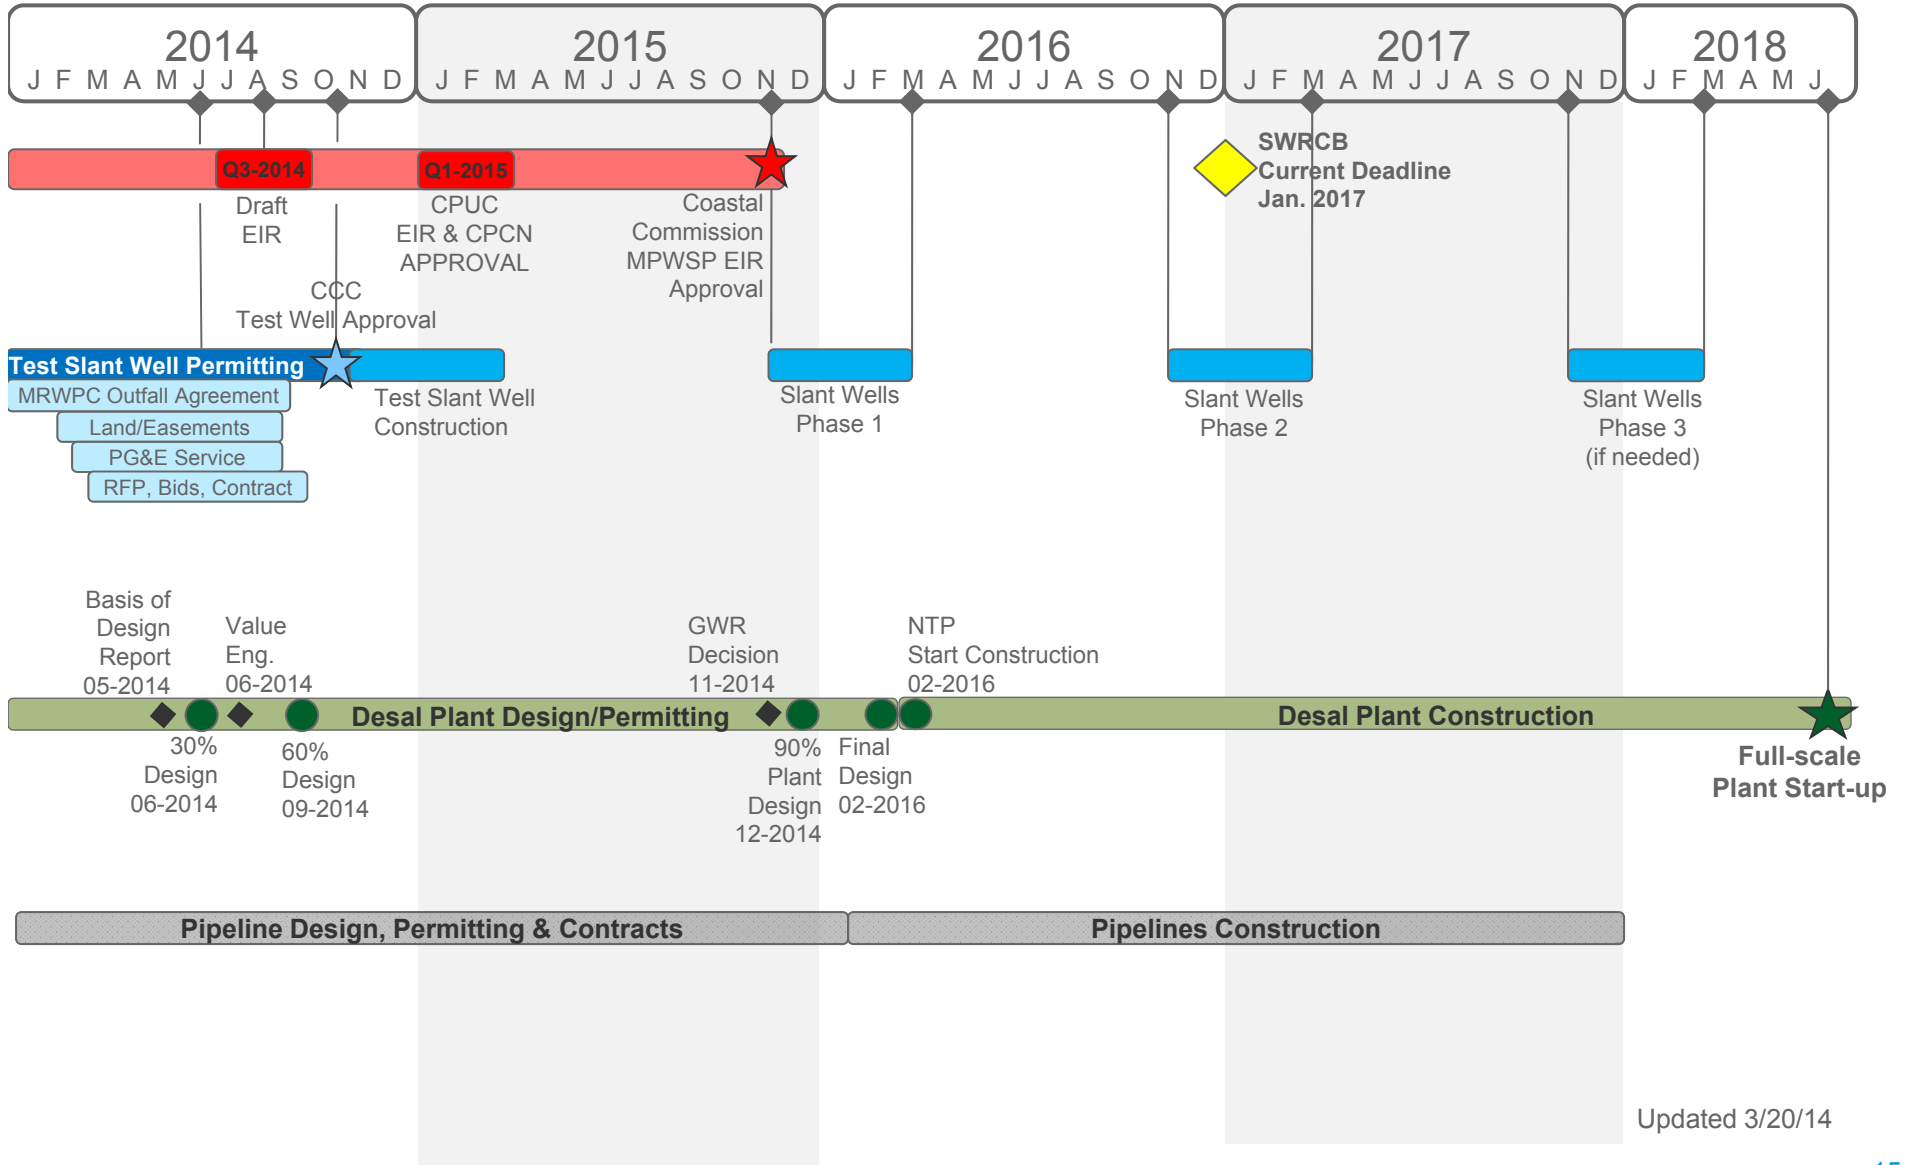 2014
J F M A M J J A S O N D
2015
J F M A M J J A S O N D
2016
J F M A M J J A S O N D
2017
J F M A M J J A S O N D
2018
J F M A M J
Q3-2014
Q1-2015
SWRCB
Current Deadline
Jan. 2017
Draft
EIR
CPUC
EIR & CPCN
APPROVAL
Coastal
Commission
MPWSP EIR
Approval
CCC
Test Well Approval
Test Slant Well Permitting
MRWPC Outfall Agreement
Land/Easements
PG&E Service
RFP, Bids, Contract
Test Slant Well
Construction
Slant Wells
Phase 1
Slant Wells
Phase 2
Slant Wells
Phase 3
(if needed)
Basis of
Design
Report
05-2014
Value
Eng.
06-2014
GWR
Decision
11-2014
NTP
Start Construction
02-2016
Desal Plant Design/Permitting
Desal Plant Construction
30%
Design
06-2014
60%
Design
09-2014
90%
Plant
Design
12-2014
Final
Design
02-2016
Full-scale
Plant Start-up
Pipeline Design, Permitting & Contracts
Pipelines Construction
Updated 3/20/14